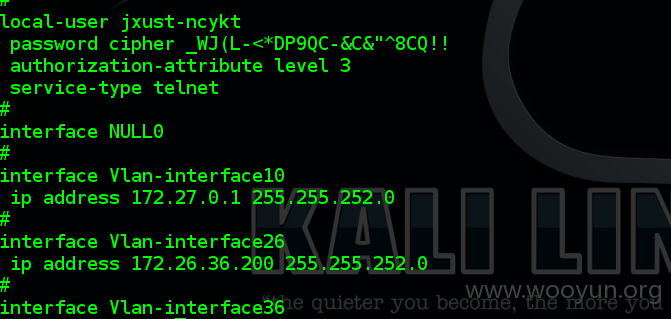 #
local-user jxust-ncykt
password cipher _WJ(L-<*DP9QC-&C&"^8CQ!!
authorization-attribute level 3
service-type telnet
#
interface NULL0
#
interface Vlan-interface10
ip address 172.27.0.1 255.255.252.0
#
interface Vlan-interface26
ip address 172.26.36.200 255.255.252.0
#
interface Vlan-interface36
KALI LIN
www.wooyun.org
"the quieter you become, the more you